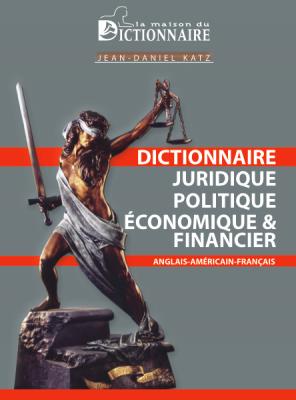 la maison du
DICTIONNAIRE
JEAN-DANIEL KATZ
DICTIONNAIRE
JURIDIQUE
POLITIQUE
ÉCONOMIQUE &
FINANCIER
ANGLAIS-AMÉRICAIN-FRANÇAIS